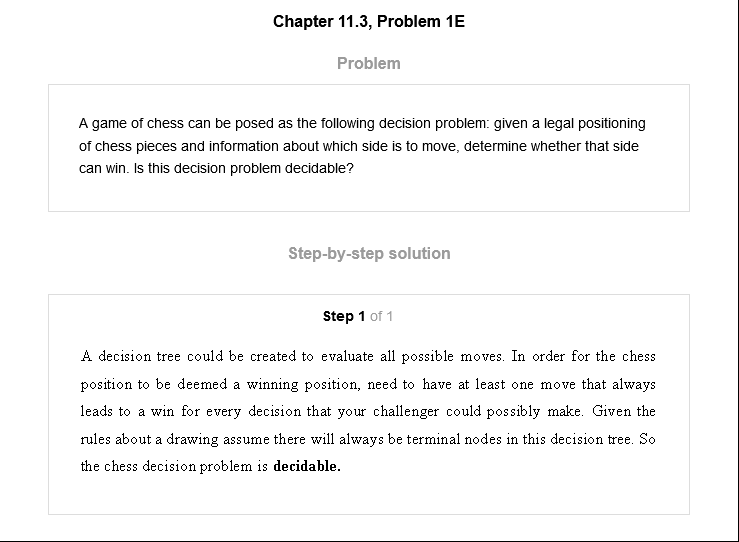 Chapter 11.3, Problem 1E
Problem
A game of chess can be posed as the following decision problem: given a legal positioning
of chess pieces and information about which side is to move, determine whether that side
can win. Is this decision problem decidable?
Step-by-step solution
Step 1 of 1
A decision tree could be created to evaluate all possible moves. In order for the chess
position to be deemed a winning position, need to have at least one move that always
leads to a win for every decision that your challenger could possibly make. Given the
rules about a drawing assume there will always be terminal nodes in this decision tree. So
the chess decision problem is decidable.